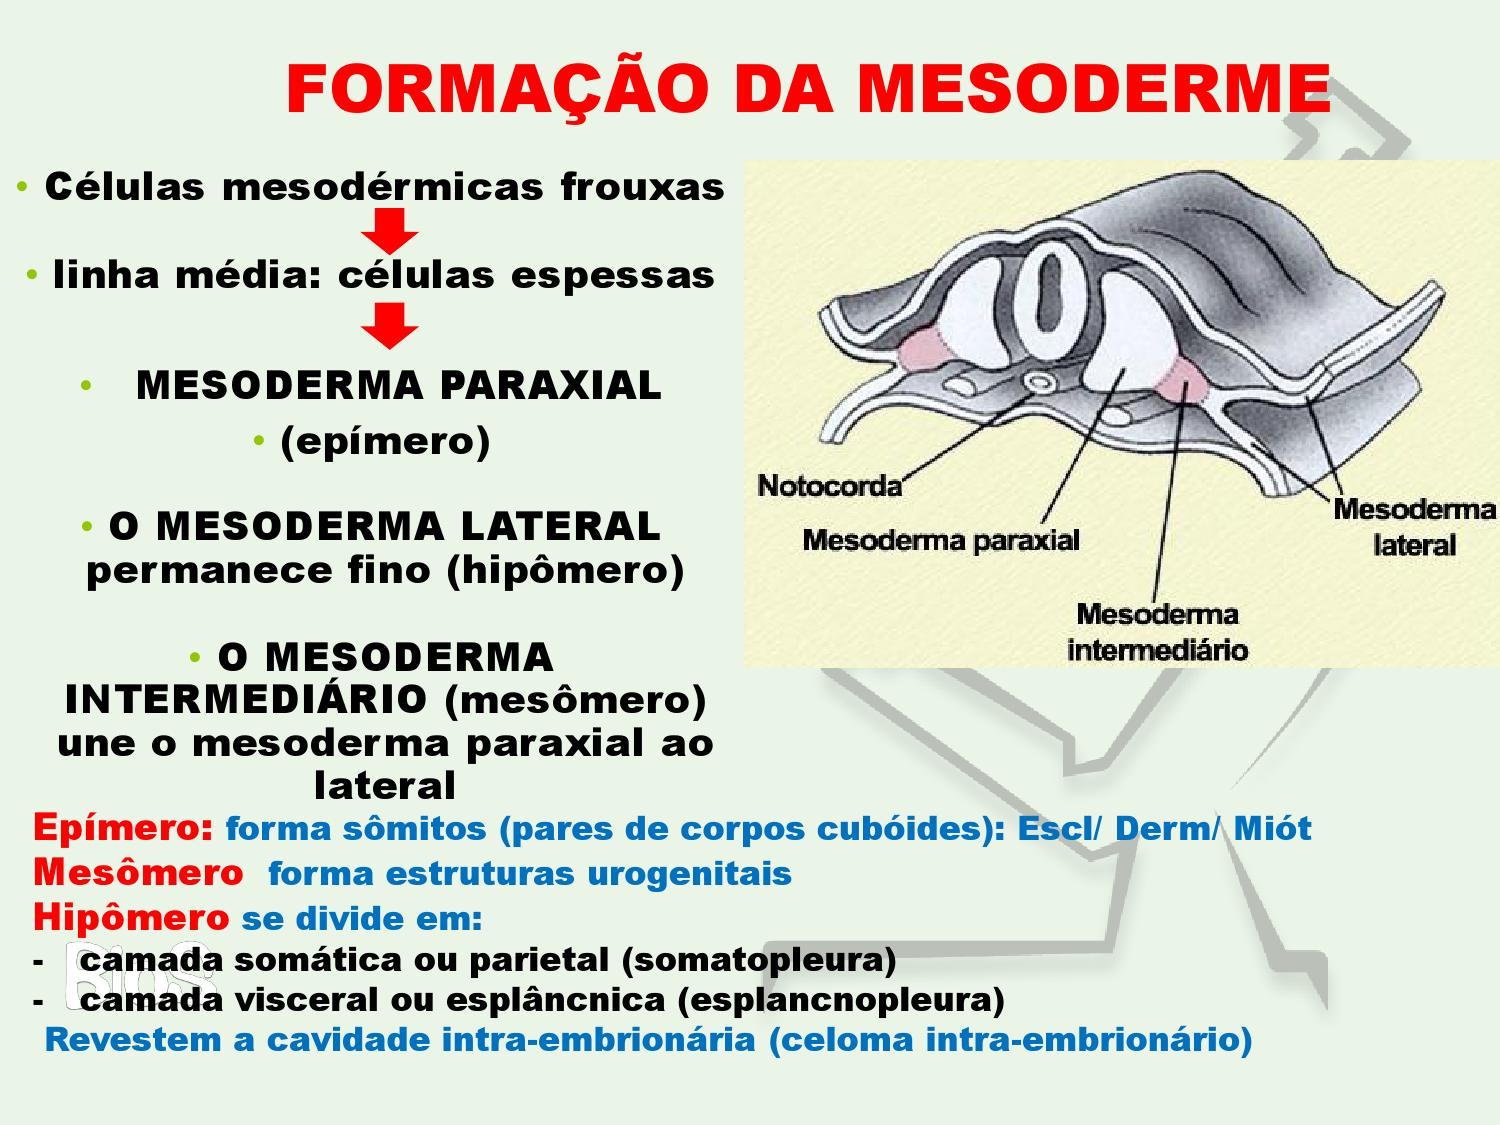 FORMAÇÃO DA MESODERME
• Células mesodérmicas frouxas
• linha média: células espessas
• MESODERMA PARAXIAL
• (epímero)
• O MESODERMA LATERAL
permanece fino (hipômero)
• O MESODERMA
INTERMEDIÁRIO (mesômero)
une o mesoderma paraxial ao
lateral
Notocorda
Mesoderma paraxial
Mesoderma
intermediário
Mesoderma
lateral
Epímero: forma sômitos (pares de corpos cubóides): Escl/ Derm/ Miót
Mesômero forma estruturas urogenitais
Hipômero se divide em:
- camada somática ou parietal (somatopleura)
- camada visceral ou esplâncnica (esplancnopleura)
Revestem a cavidade intra-embrionária (celoma intra-embrionário)
BioS